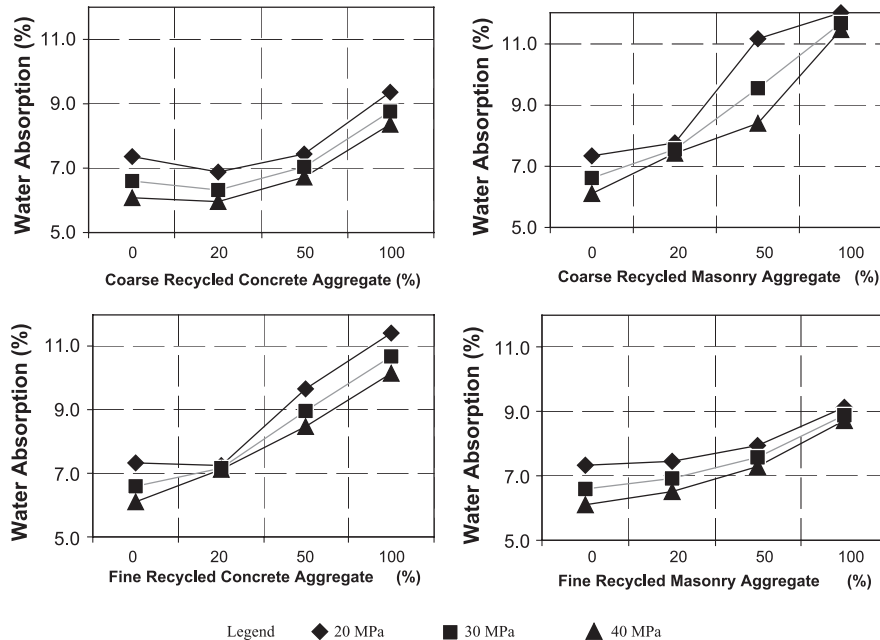 Water Absorption (%)
11.0
9.0
7.0
5.0
0 20 50 100
Coarse Recycled Concrete Aggregate (%)
Water Absorption (%)
11.0
9.0
7.0
5.0
0 20 50 100
Coarse Recycled Masonry Aggregate (%)
Water Absorption (%)
11.0
9.0
7.0
5.0
0 20 50 100
Fine Recycled Concrete Aggregate (%)
Water Absorption (%)
11.0
9.0
7.0
5.0
0 20 50 100
Fine Recycled Masonry Aggregate (%)
Legend 20 MPa 30 MPa 40 MPa